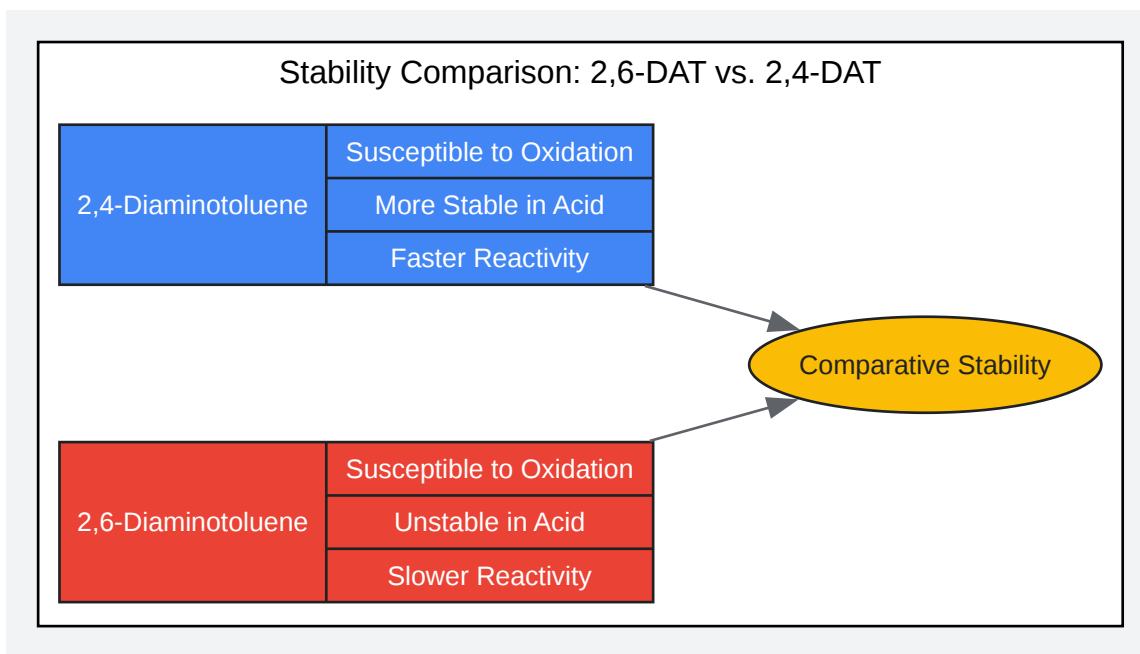 Stability Comparison: 2,6-DAT vs. 2,4-DAT
2,4-Diaminotoluene
Susceptible to Oxidation
More Stable in Acid
Faster Reactivity
Comparative Stability
2,6-Diaminotoluene
Susceptible to Oxidation
Unstable in Acid
Slower Reactivity